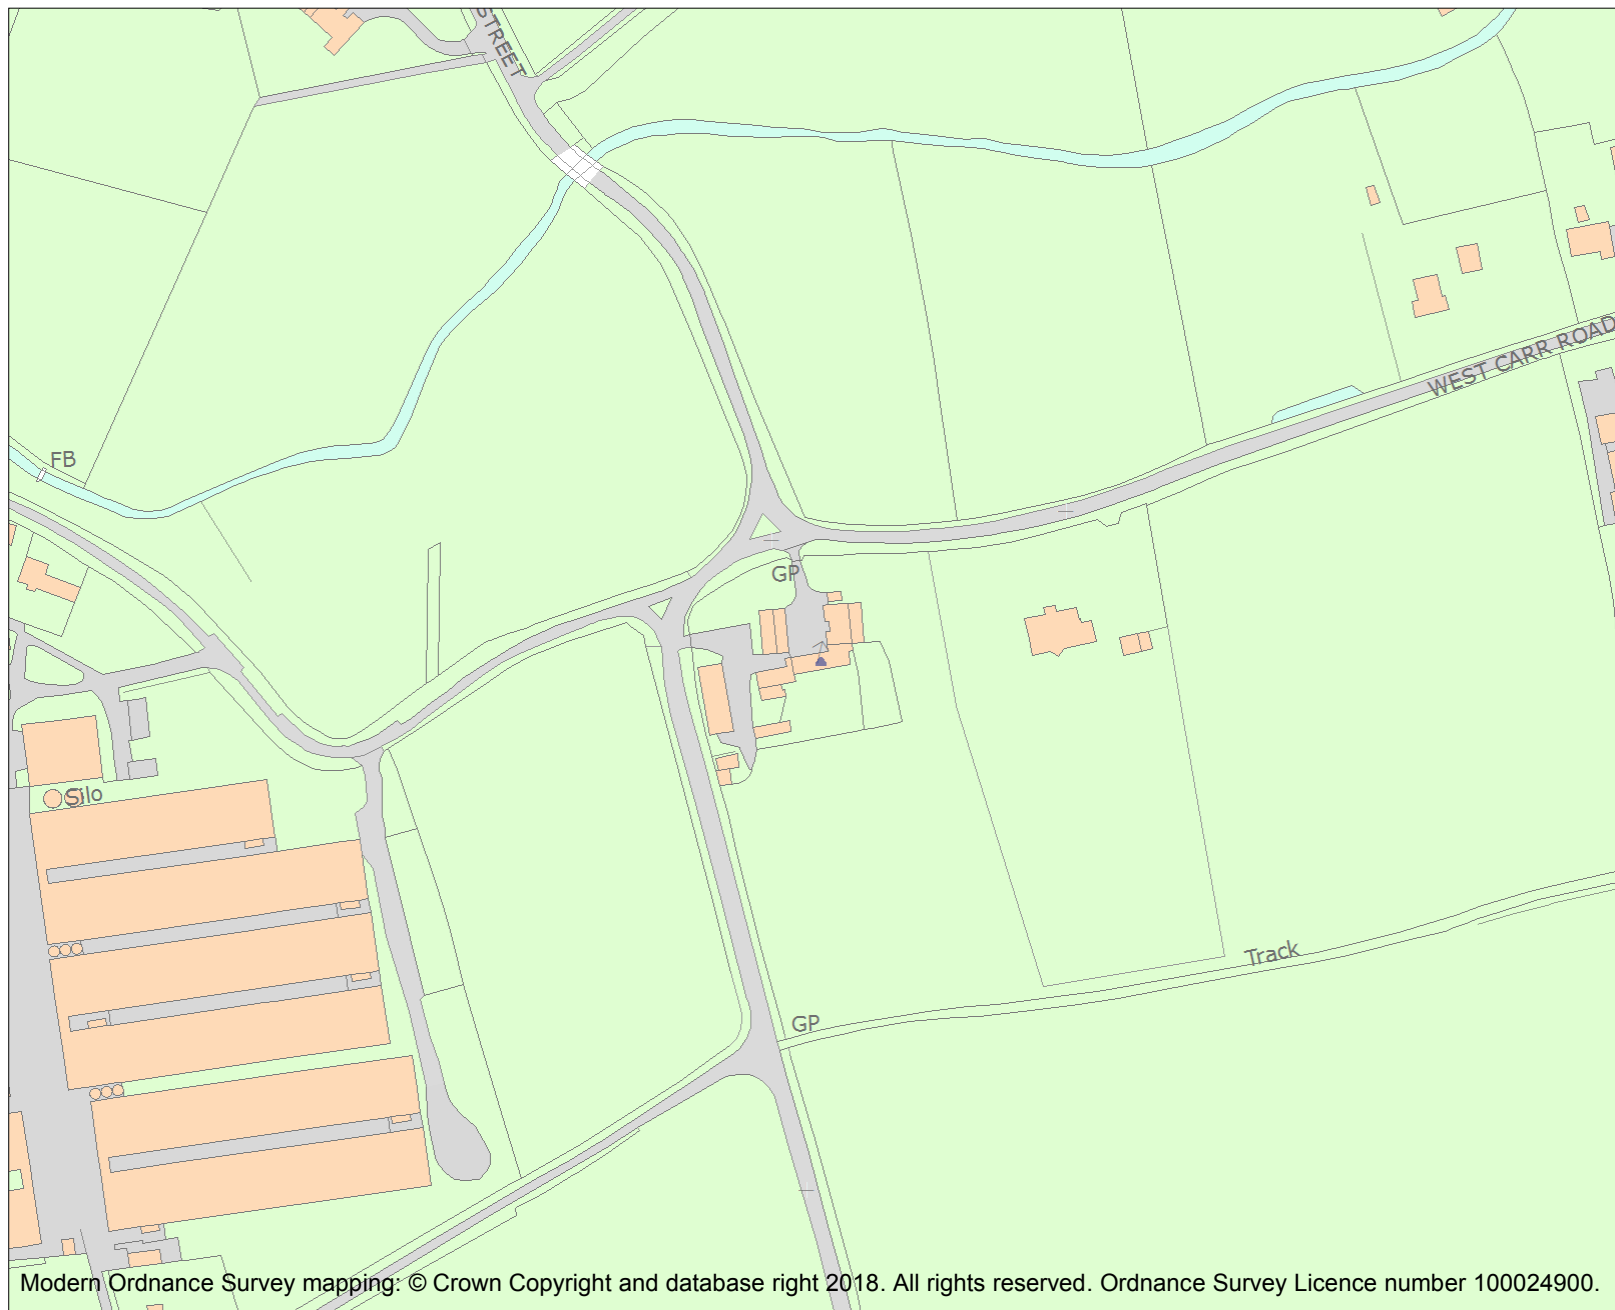 STREET
WEST CARR ROAD
FB
GP
Silo
Track
GP
Modern Ordnance Survey mapping: © Crown Copyright and database right 2018. All rights reserved. Ordnance Survey Licence number 100024900.